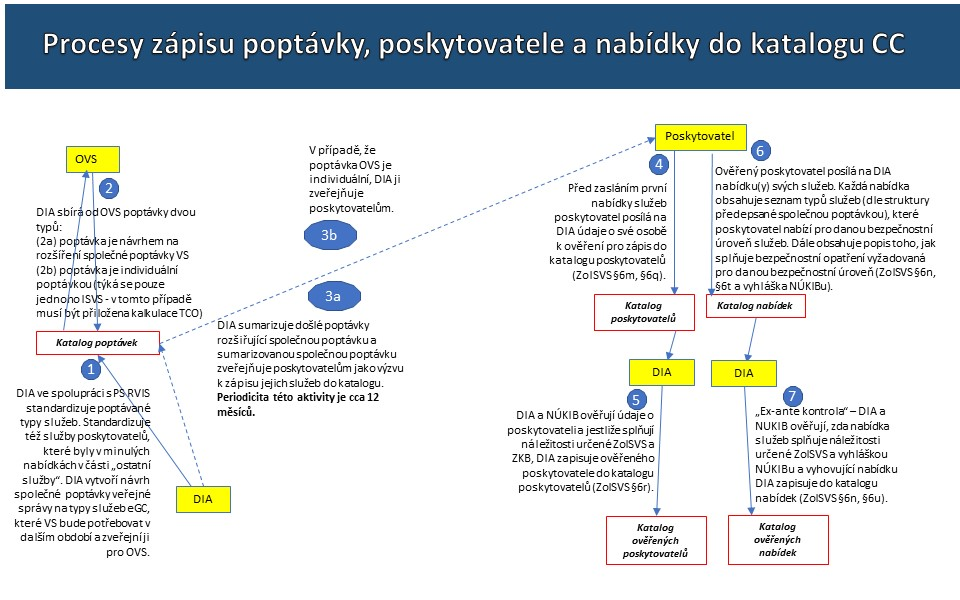 Procesy zápisu poptávky, poskytovatele a nabídky do katalogu CC
OVS
2
DIA sbírá od OVS poptávky dvou
typů:
(2a) poptávka je návrhem na
rozšíření společné poptávky VS
(2b) poptávka je individuální
poptávkou (týká se pouze
jednoho ISVS - v tomto případě
musí být přiložena kalkulace TCO)
Katalog poptávek
1
DIA ve spolupráci s PS RVIS
standardizuje poptávané
typy služeb. Standardizuje
též služby poskytovatelů,
které byly v minulých
nabídkách v části „ostatní
služby“. DIA vytvoří návrh
společné poptávky veřejné
správy na typy služeb eGC,
které VS bude potřebovat v
dalším období a zveřejní ji
pro OVS.
DIA
V případě, že
poptávka OVS je
individuální, DIA ji
zveřejňuje
poskytovatelům.
3b
3a
DIA sumarizuje došlé poptávky
rozšiřující společnou poptávku a
sumarizovanou společnou poptávku
zveřejňuje poskytovatelům jako výzvu
k zápisu jejich služeb do katalogu.
Periodicita této aktivity je cca 12
měsíců.
Poskytovatel
4
Před zasláním první
nabídky služeb
poskytovatel posílá na
DIA údaje o své osobě
k ověření pro zápis do
katalogu poskytovatelů
(ZoISVS §6m, §6q).
6
Ověřený poskytovatel posílá na DIA
nabídku(y) svých služeb. Každá nabídka
obsahuje seznam typů služeb (dle struktury
předepsané společnou poptávkou), které
poskytovatel nabízí pro danou bezpečnostní
úroveň služeb. Dále obsahuje popis toho, jak
splňuje bezpečnostní opatření vyžadovaná
pro danou bezpečnostní úroveň (ZoISVS §6n,
§6t a vyhláška NÚKIBu).
Katalog
poskytovatelů
Katalog nabídek
DIA
DIA
5
DIA a NÚKIB ověřují údaje o
poskytovateli a jestliže splňují
náležitosti určené ZoISVS a
ZKB, DIA zapisuje ověřeného
poskytovatele do katalogu
poskytovatelů (ZoISVS §6r).
7
„Ex-ante kontrola“ – DIA a
NUKIB ověřují, zda nabídka
služeb splňuje náležitosti
určené ZoISVS a vyhláškou
NÚKIBu a vyhovující nabídku
DIA zapisuje do katalogu
nabídek (ZoISVS §6n, §6u).
Katalog
ověřených
poskytovatelů
Katalog
ověřených
nabídek